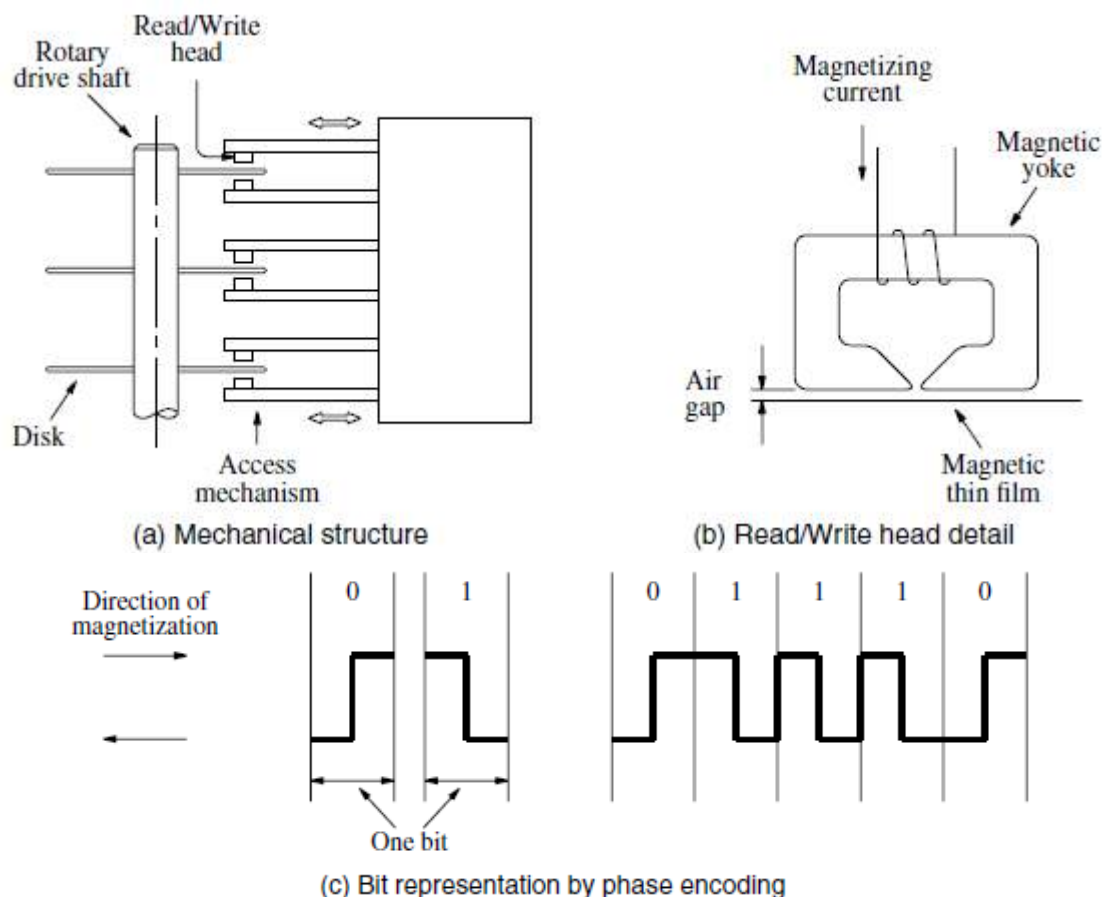 Read/Write
head
Rotary
drive shaft
Disk
Access
mechanism
(a) Mechanical structure
Magnetizing
current
Magnetic
yoke
Air
gap
Magnetic
thin film
(b) Read/Write head detail
Direction of
magnetization
0 1
0 1 1 1 0
One bit
(c) Bit representation by phase encoding